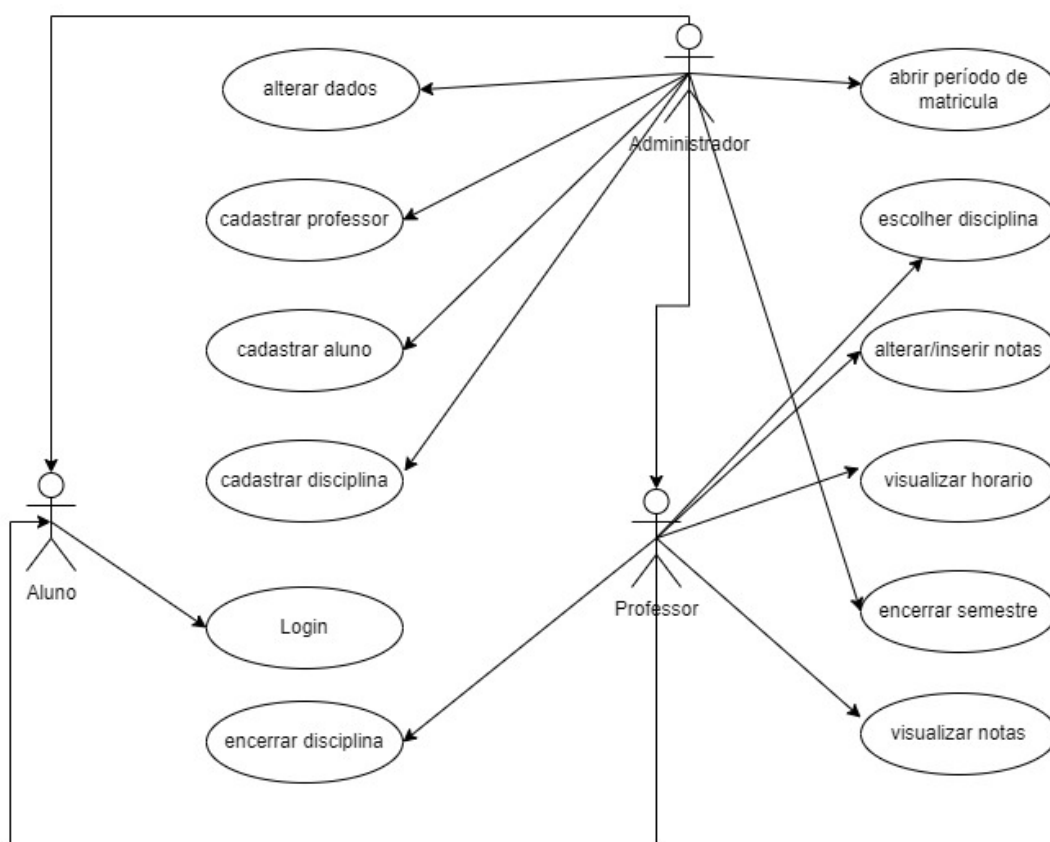 alterar dados
abrir período de
matricula
Administrador
cadastrar professor
escolher disciplina
cadastrar aluno
alterar/inserir notas
cadastrar disciplina
visualizar horario
Aluno
Professor
Login
encerrar semestre
encerrar disciplina
visualizar notas